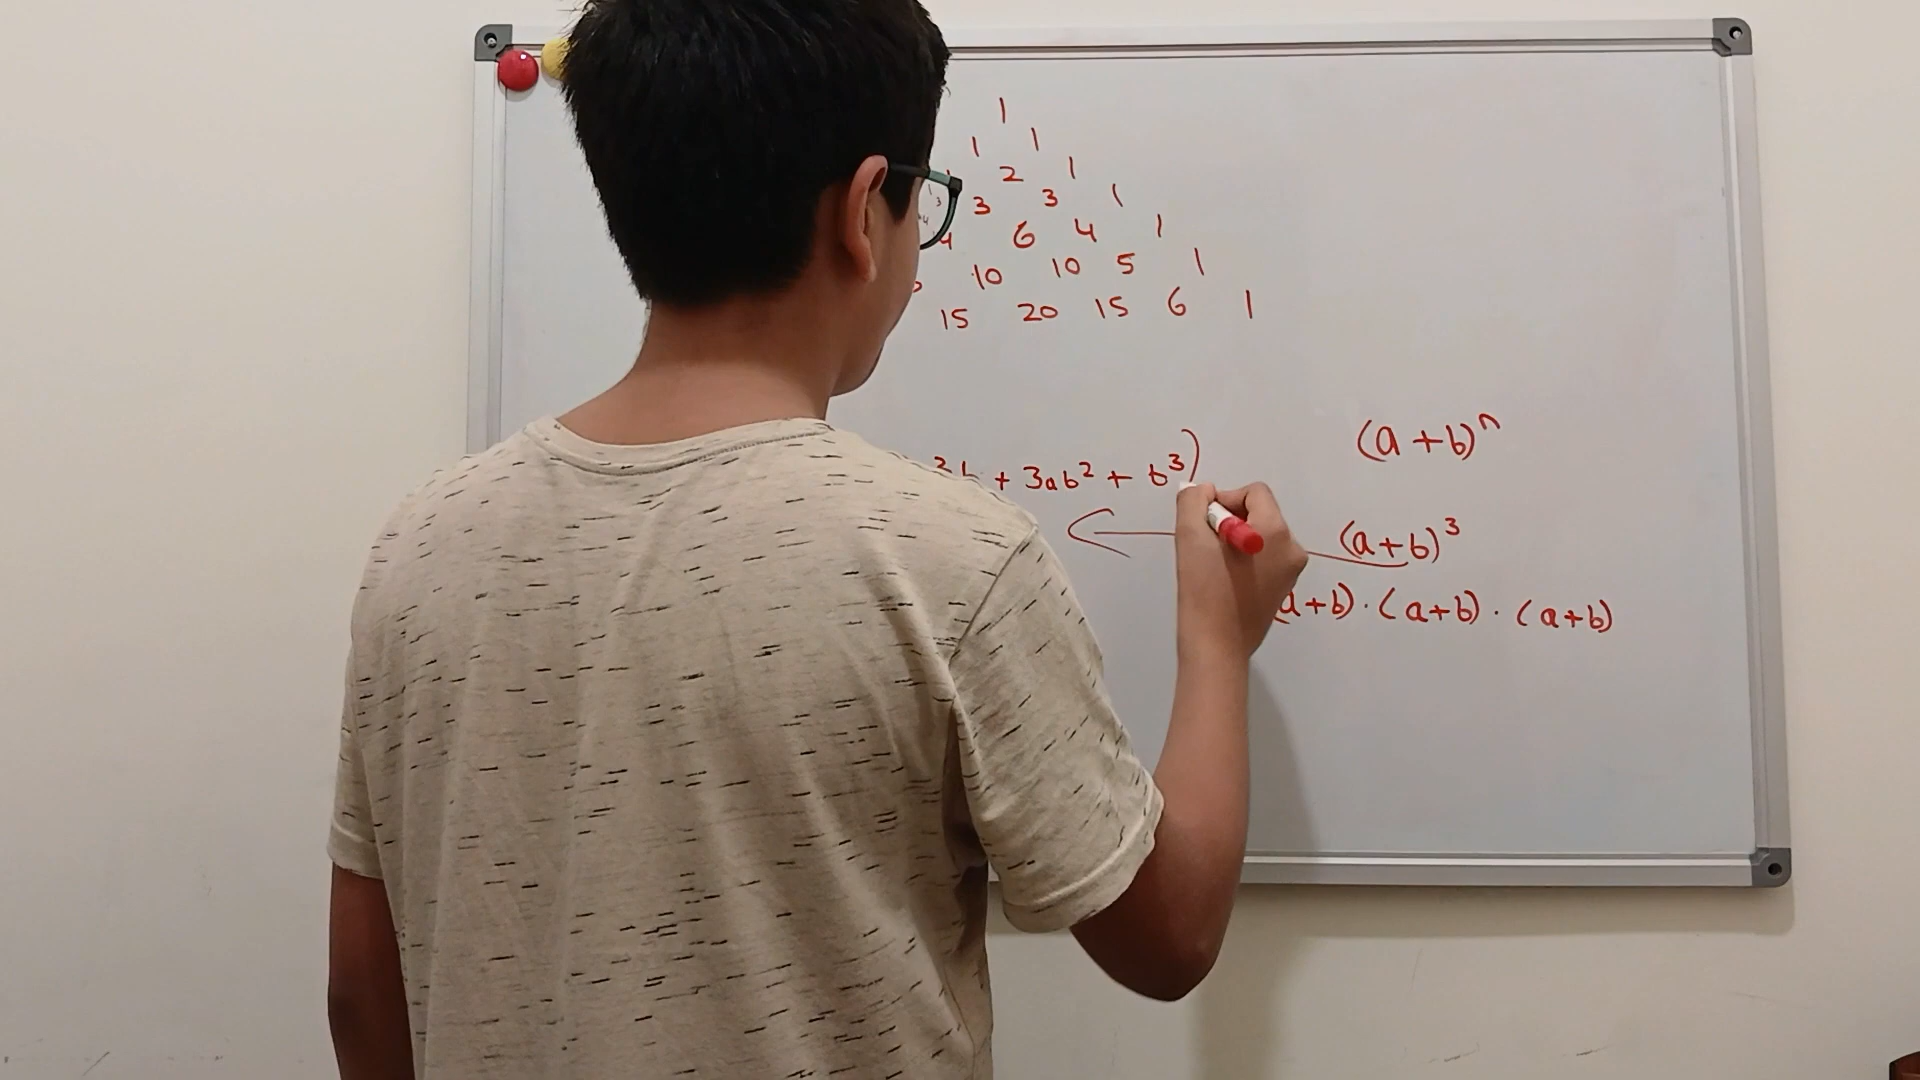 1
1 1
2 1
3 3 1
4 6 4 1
10 10 5 1
15 20 15 6 1
(a+b)ⁿ
+ 3ab² + b³)
(a+b)³
(a+b)·(a+b)·(a+b)